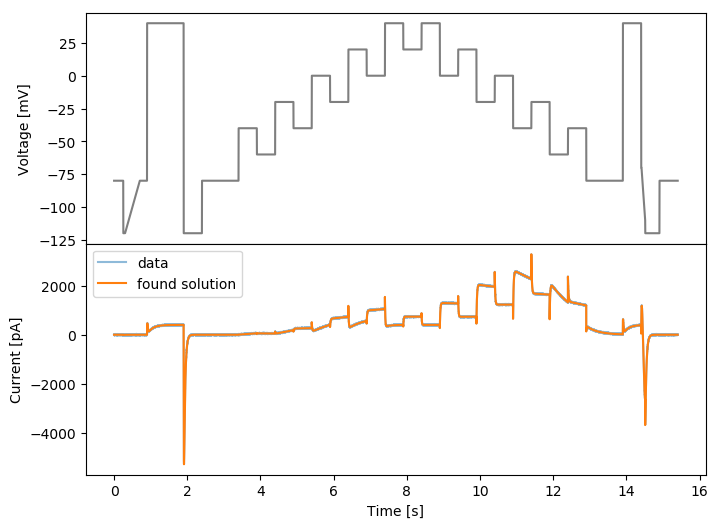 Voltage [mV]
25
0
−25
−50
−75
−100
−125
data
found solution
Current [pA]
2000
0
−2000
−4000
0 2 4 6 8 10 12 14 16
Time [s]